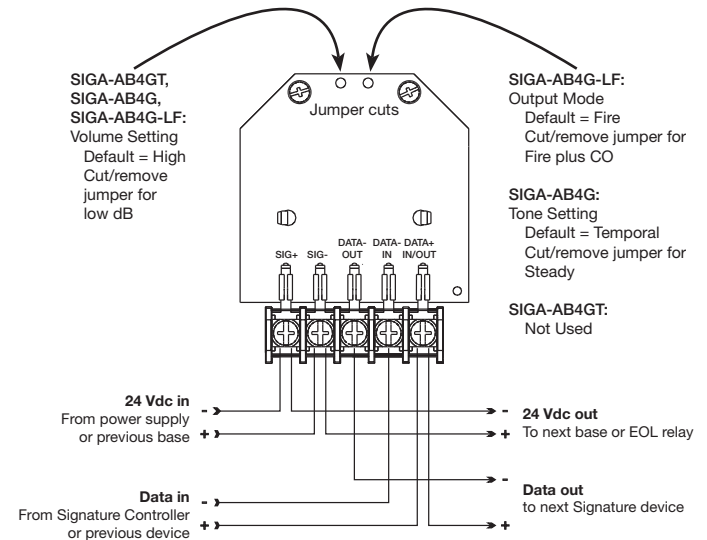 SIGA-AB4GT,
SIGA-AB4G,
SIGA-AB4G-LF:
Volume Setting
Default = High
Cut/remove
jumper for
low dB
Jumper cuts
SIGA-AB4G-LF:
Output Mode
Default = Fire
Cut/remove jumper for
Fire plus CO
SIGA-AB4G:
Tone Setting
Default = Temporal
Cut/remove jumper for
Steady
SIGA-AB4GT:
Not Used
SIG+ SIG- DATA- OUT DATA- IN DATA+ IN/OUT
24 Vdc in
From power supply
or previous base
-
+
- 24 Vdc out
+ To next base or EOL relay
Data in
From Signature Controller
or previous device
-
+
-
Data out
to next Signature device
+